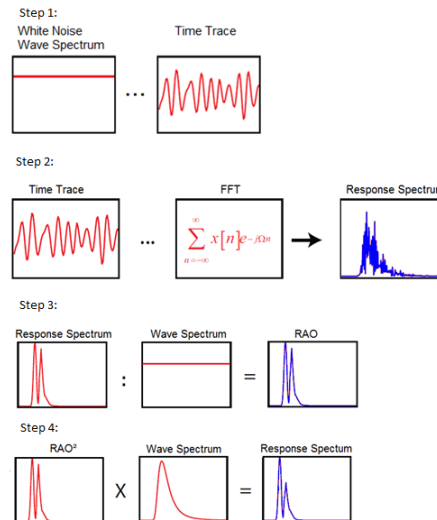 Step 1:
White Noise
Wave Spectrum
Time Trace
...
Step 2:
Time Trace
FFT
Response Spectrum
...
∞
∑ x[n]e-jΩn
n=-∞
Step 3:
Response Spectrum
Wave Spectrum
RAO
:
=
Step 4:
RAO²
Wave Spectrum
Response Spectum
X
=